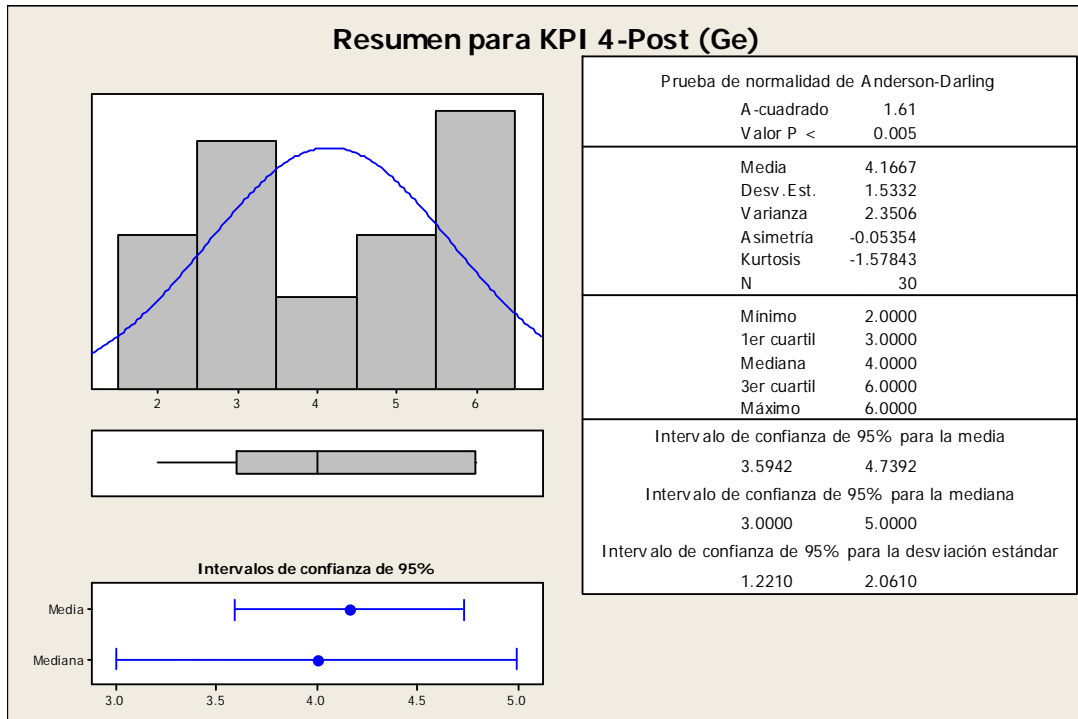 Resumen para KPI 4-Post (Ge)
2 3 4 5 6
Intervalos de confianza de 95%
Media
Mediana
3.0 3.5 4.0 4.5 5.0
Prueba de normalidad de Anderson-Darling
A-cuadrado 1.61
Valor P < 0.005
Media 4.1667
Desv.Est. 1.5332
Varianza 2.3506
Asimetría -0.05354
Kurtosis -1.57843
N 30
Mínimo 2.0000
1er cuartil 3.0000
Mediana 4.0000
3er cuartil 6.0000
Máximo 6.0000
Intervalo de confianza de 95% para la media
3.5942 4.7392
Intervalo de confianza de 95% para la mediana
3.0000 5.0000
Intervalo de confianza de 95% para la desviación estándar
1.2210 2.0610